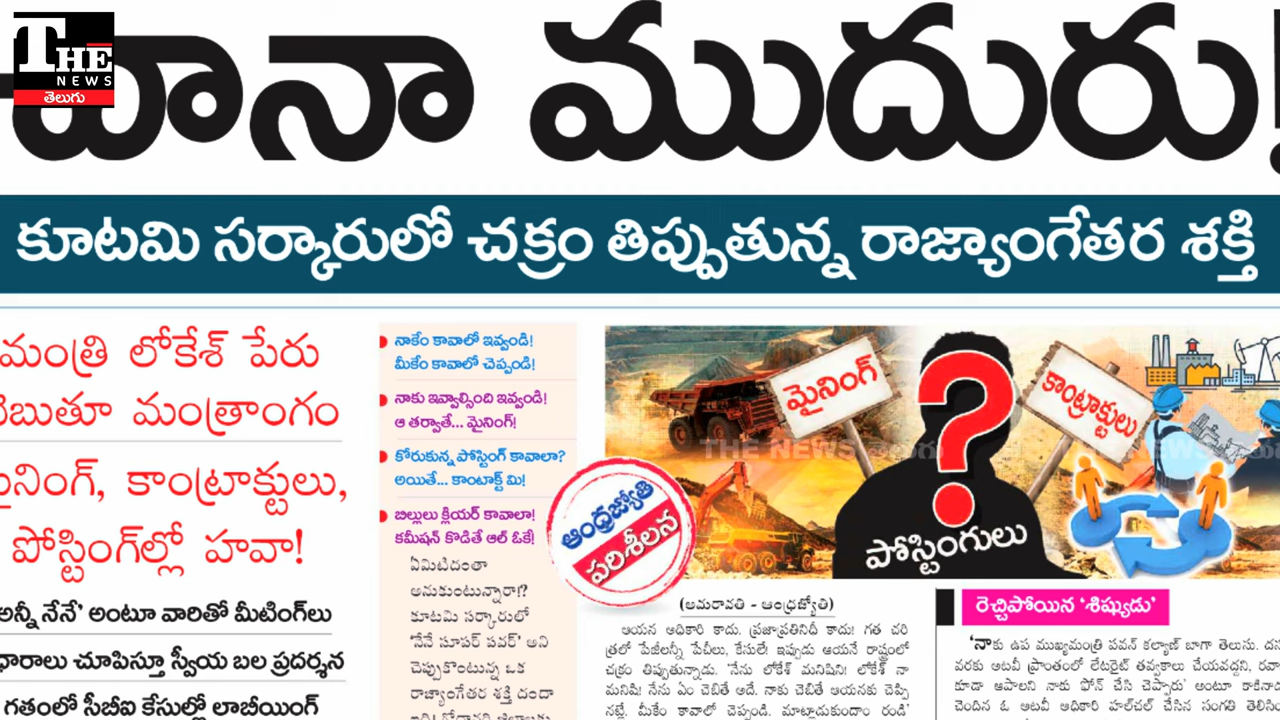 THE
NEWS
తెలుగు
చానా ముదురు!
కూటమి సర్కారులో చక్రం తిప్పుతున్న రాజ్యాంగేతర శక్తి
మంత్రి లోకేశ్ పేరు
చెబుతూ మంత్రాంగం
మైనింగ్, కాంట్రాక్టులు,
పోస్టింగ్‌ల్లో హవా!
అన్నీ నేనే' అంటూ వారితో మీటింగ్‌లు
ధారాలు చూపిస్తూ స్వీయ బల ప్రదర్శన
గతంలో సీబీఐ కేసుల్లో లాబీయింగ్
నాకేం కావాలో ఇవ్వండి!
మీకేం కావాలో చెప్పండి!
నాకు ఇవ్వాల్సింది ఇవ్వండి!
ఆ తర్వాతే... మైనింగ్!
కోరుకున్న పోస్టింగ్ కావాలా?
అయితే... కాంటాక్ట్ మి!
బిల్లులు క్లియర్ కావాలా!
కమీషన్ కొడితే ఆల్ ఓకే!
ఏమిటిదంతా
అనుకుంటున్నారా!?
కూటమి సర్కారులో
'నేనే సూపర్ పవర్' అని
చెప్పుకొంటున్న ఒక
రాజ్యాంగేతర శక్తి దందా
ఆంధ్రజ్యోతి
పరిశీలన
మైనింగ్
?
కాంట్రాక్టులు
పోస్టింగులు
THE NEWS తెలుగు
(అమరావతి - ఆంధ్రజ్యోతి)
ఆయన అధికారి కాదు. ప్రజాప్రతినిధీ కాదు! గత చరి
త్రలో పేజీలన్నీ పేచీలు, కేసులే! ఇప్పుడు ఆయనే రాష్ట్రంలో
చక్రం తిప్పుతున్నాడు. 'నేను లోకేశ్ మనిషిని! లోకేశ్ నా
మనిషి! నేను ఏం చెబితే అదే. నాకు చెబితే ఆయనకు చెప్పి
నట్లే. మీకేం కావాలో చెప్పండి. మాట్లాడుకుందాం రండి'
రెచ్చిపోయిన 'శిష్యుడు'
'నాకు ఉప ముఖ్యమంత్రి పవన్ కల్యాణ్ బాగా తెలుసు.
వరకు అటవీ ప్రాంతంలో లేటరైట్ తవ్వకాలు చేయవద్దని,
కూడా ఆపాలని నాకు ఫోన్ చేసి చెప్పారు' అంటూ
చెందిన ఓ అటవీ అధికారి హల్‌చల్ చేసిన సంగతి